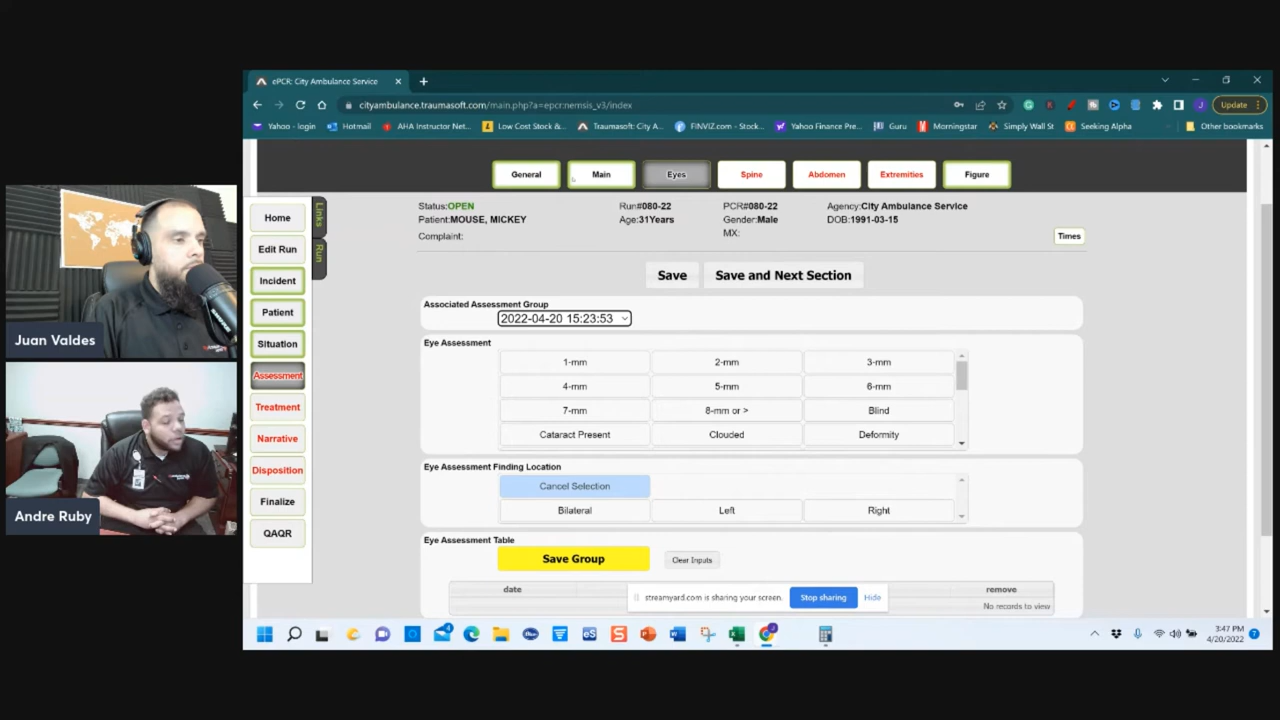 ePCR: City Ambulance Service
cityambulance.traumasoft.com/main.php?a=epcr:nemsis_v3/index
Update
Yahoo - login
Hotmail
AHA Instructor Net...
Low Cost Stock &...
Traumasoft: City A...
FINVIZ.com - Stock...
Yahoo Finance Pre...
Guru
Morningstar
Simply Wall St
Seeking Alpha
Other bookmarks
General
Main
Eyes
Spine
Abdomen
Extremities
Figure
Home
Edit Run
Incident
Patient
Situation
Assessment
Treatment
Narrative
Disposition
Finalize
QAQR
Links
Run
Status:OPEN
Run#080-22
PCR#080-22
Agency:City Ambulance Service
Patient:MOUSE, MICKEY
Age:31Years
Gender:Male
DOB:1991-03-15
Complaint:
MX:
Times
Save
Save and Next Section
Associated Assessment Group
2022-04-20 15:23:53
Eye Assessment
1-mm
2-mm
3-mm
4-mm
5-mm
6-mm
7-mm
8-mm or >
Blind
Cataract Present
Clouded
Deformity
Eye Assessment Finding Location
Cancel Selection
Bilateral
Left
Right
Eye Assessment Table
Save Group
Clear Inputs
date
remove
No records to view
streamyard.com is sharing your screen.
Stop sharing
Hide
3:47 PM
4/20/2022
Juan Valdes
Andre Ruby